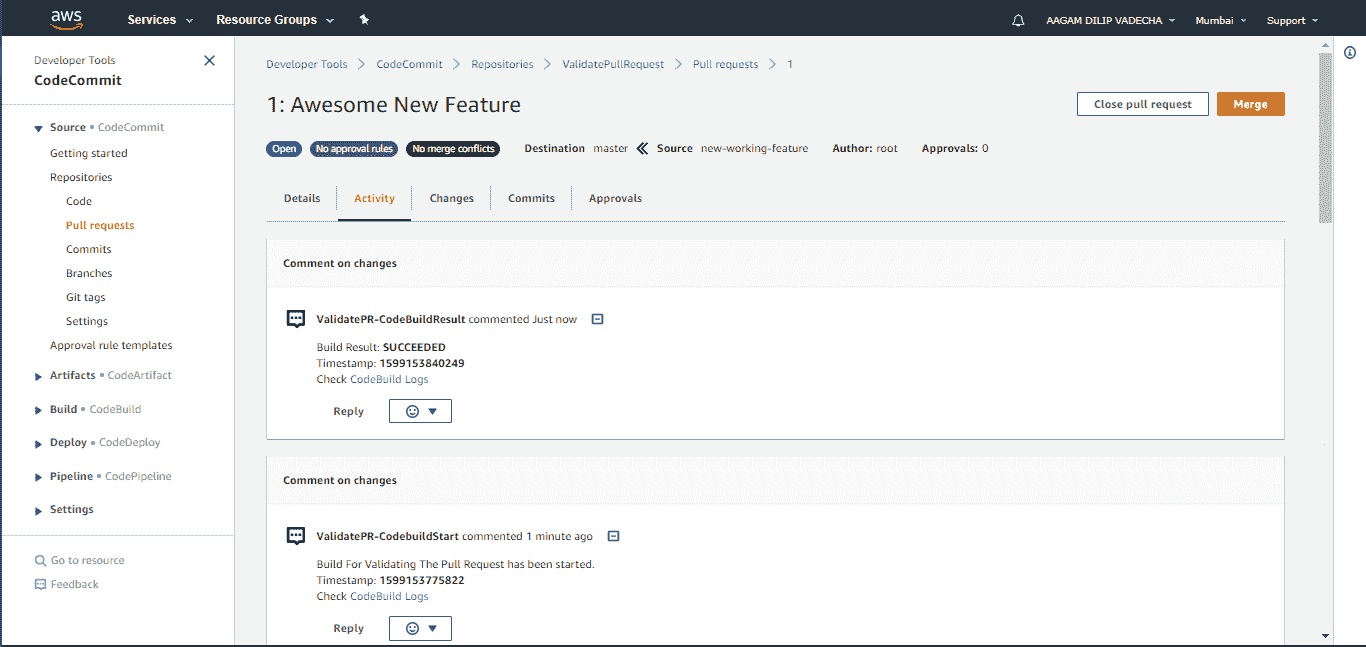 aws Services Resource Groups AAGAM DILIP VADECHA Mumbai Support
Developer Tools
CodeCommit
Source • CodeCommit
Getting started
Repositories
Code
Pull requests
Commits
Branches
Git tags
Settings
Approval rule templates
Artifacts • CodeArtifact
Build • CodeBuild
Deploy • CodeDeploy
Pipeline • CodePipeline
Settings
Go to resource
Feedback
Developer Tools > CodeCommit > Repositories > ValidatePullRequest > Pull requests > 1
1: Awesome New Feature
Close pull request Merge
Open No approval rules No merge conflicts Destination master Source new-working-feature Author: root Approvals: 0
Details Activity Changes Commits Approvals
Comment on changes
ValidatePR-CodeBuildResult commented Just now
Build Result: SUCCEEDED
Timestamp: 1599153840249
Check CodeBuild Logs
Reply
Comment on changes
ValidatePR-CodebuildStart commented 1 minute ago
Build For Validating The Pull Request has been started.
Timestamp: 1599153775822
Check CodeBuild Logs
Reply